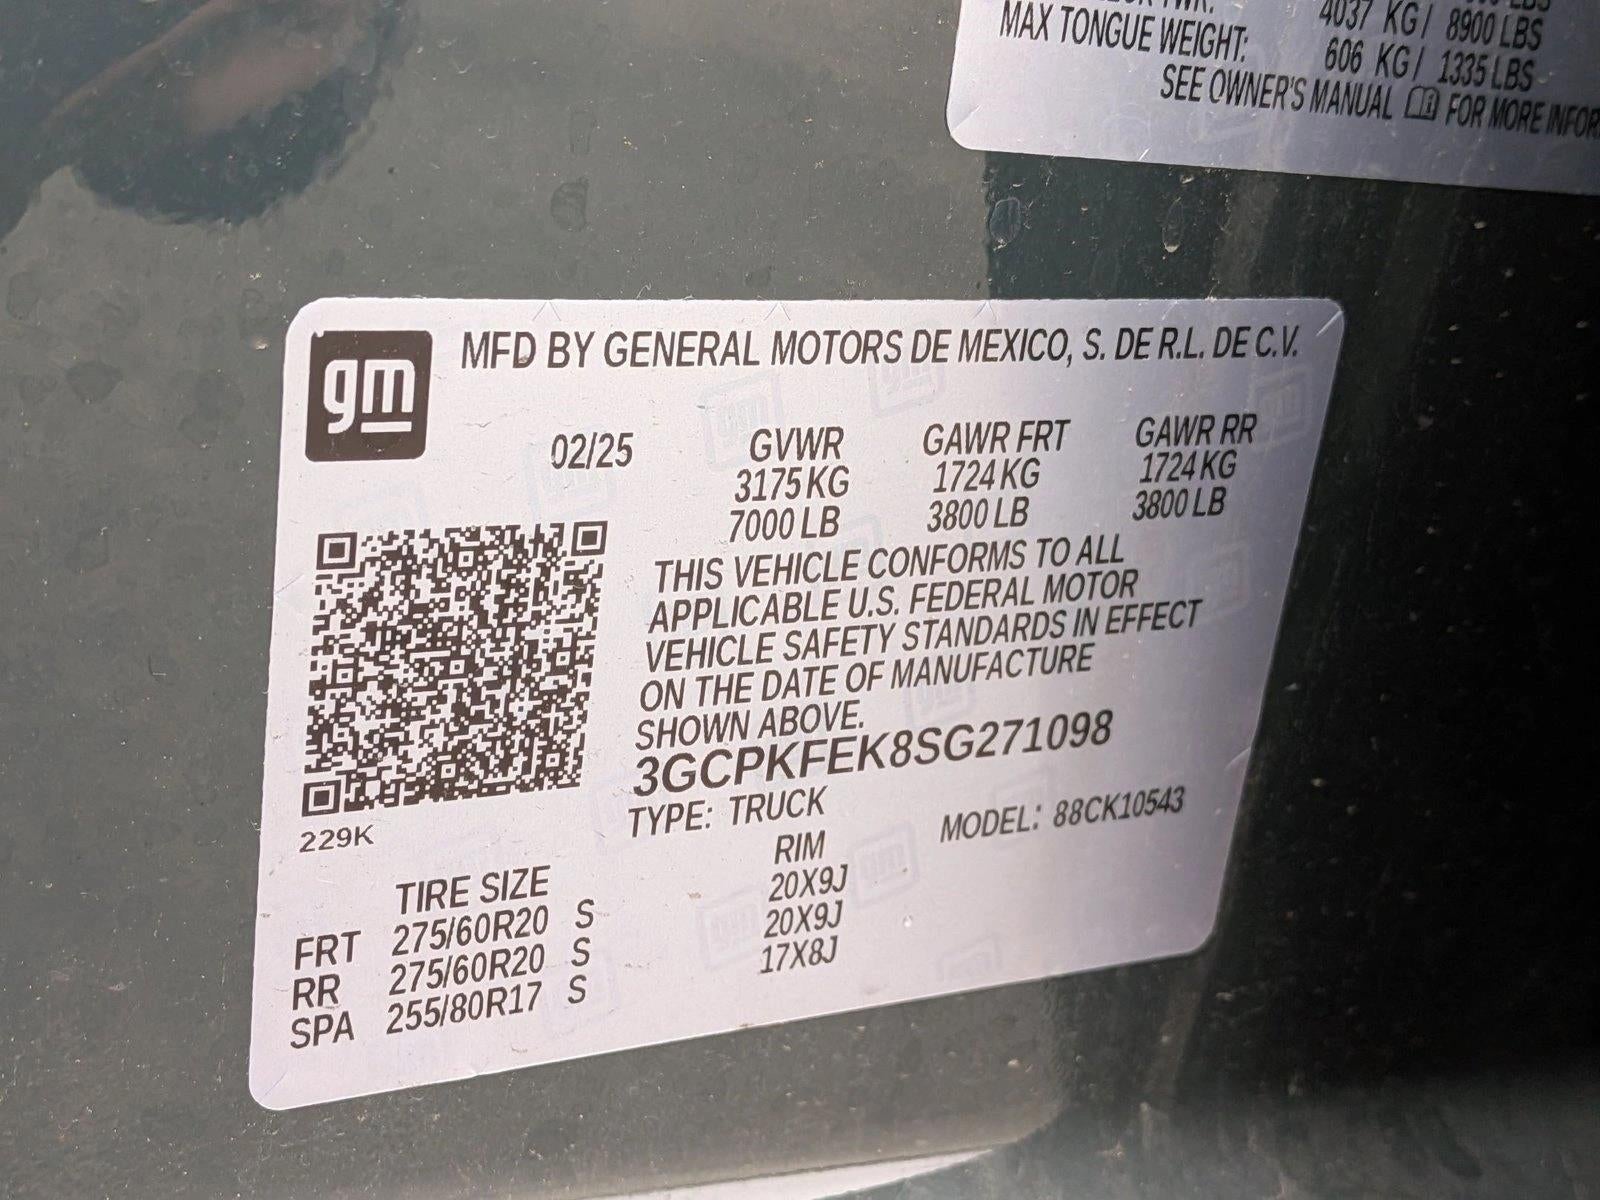 4037 KG/ 8900 LBS
MAX TONGUE WEIGHT: 606 KG/ 1335 LBS
SEE OWNER'S MANUAL FOR MORE
gm
MFD BY GENERAL MOTORS DE MEXICO, S. DE R.L. DE C.V.
02/25 GVWR GAWR FRT GAWR RR
3175 KG 1724 KG 1724 KG
7000 LB 3800 LB 3800 LB
THIS VEHICLE CONFORMS TO ALL
APPLICABLE U.S. FEDERAL MOTOR
VEHICLE SAFETY STANDARDS IN EFFECT
ON THE DATE OF MANUFACTURE
SHOWN ABOVE.
3GCPKFEK8SG271098
TYPE: TRUCK MODEL: 88CK10543
229K
TIRE SIZE RIM
FRT 275/60R20 S 20X9J
RR 275/60R20 S 20X9J
SPA 255/80R17 S 17X8J